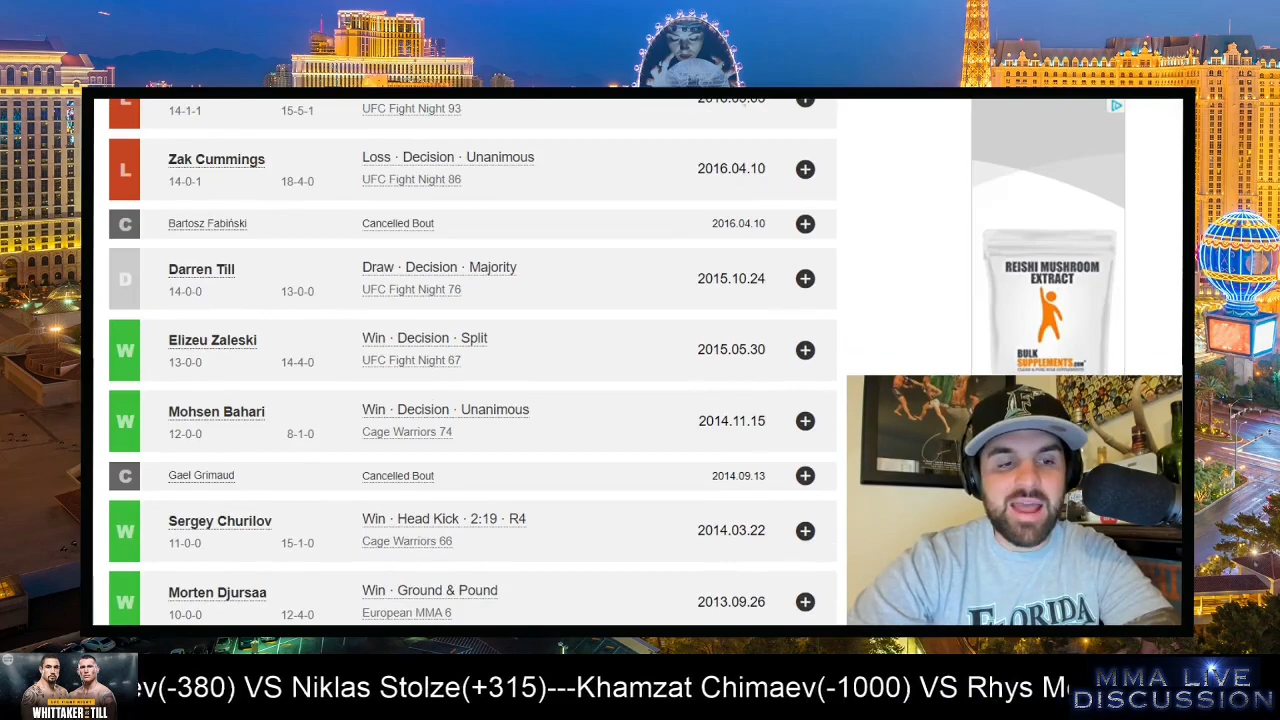 L
14-1-1 15-5-1 UFC Fight Night 93
L Zak Cummings Loss · Decision · Unanimous 2016.04.10
14-0-1 18-4-0 UFC Fight Night 86
C Bartosz Fabiński Cancelled Bout 2016.04.10
D Darren Till Draw · Decision · Majority 2015.10.24
14-0-0 13-0-0 UFC Fight Night 76
W Elizeu Zaleski Win · Decision · Split 2015.05.30
13-0-0 14-4-0 UFC Fight Night 67
W Mohsen Bahari Win · Decision · Unanimous 2014.11.15
12-0-0 8-1-0 Cage Warriors 74
C Gael Grimaud Cancelled Bout 2014.09.13
W Sergey Churilov Win · Head Kick · 2:19 · R4 2014.03.22
11-0-0 15-1-0 Cage Warriors 66
W Morten Djursaa Win · Ground & Pound 2013.09.26
10-0-0 12-4-0 European MMA 6
REISHI MUSHROOM
EXTRACT
BULK
SUPPLEMENTS.COM
F
FLORIDA
WHITTAKER VS TILL
ev(-380) VS Niklas Stolze(+315)---Khamzat Chimaev(-1000) VS Rhys Mc
MMA LIVE
DISCUSSION